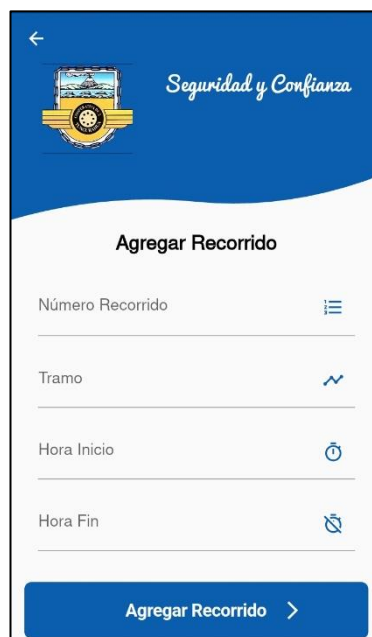 Seguridad y Confianza
Agregar Recorrido
Número Recorrido
Tramo
Hora Inicio
Hora Fin
Agregar Recorrido